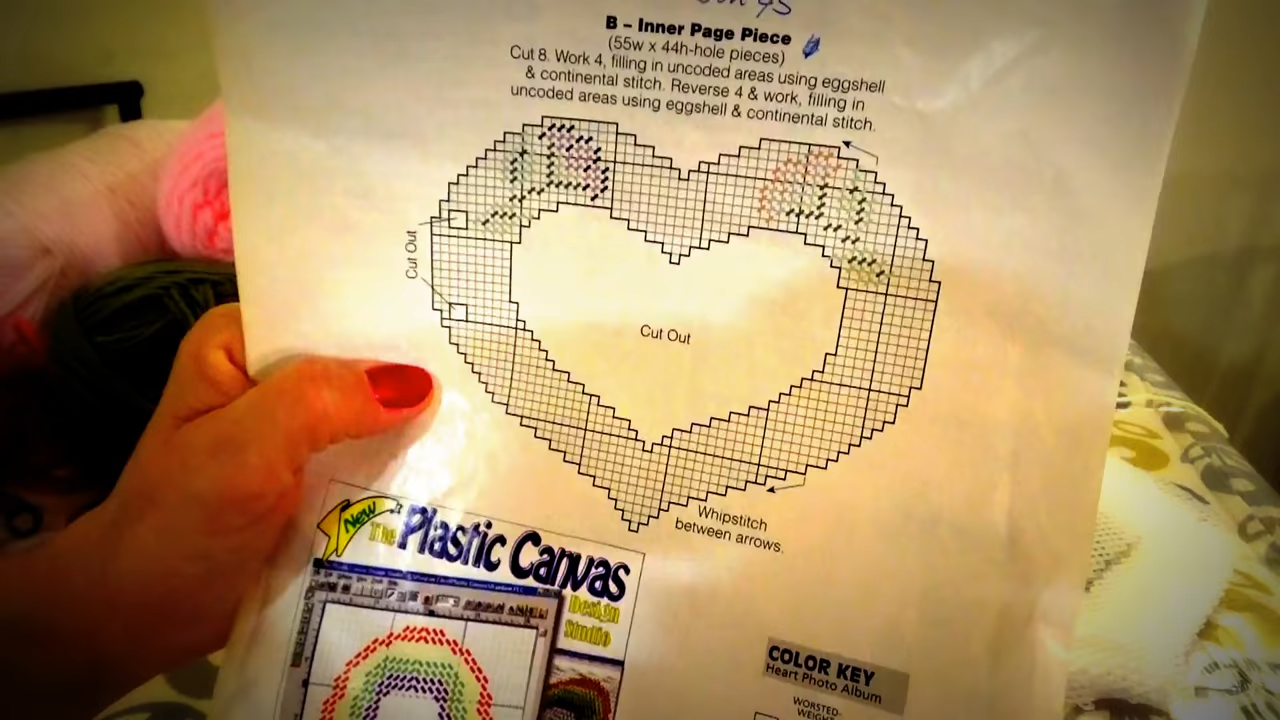 B – Inner Page Piece
(55w x 44h-hole pieces)
Cut 8. Work 4, filling in uncoded areas using eggshell
& continental stitch. Reverse 4 & work, filling in
uncoded areas using eggshell & continental stitch.
Cut Out
Cut Out
Whipstitch
between arrows.
New
The Plastic Canvas
Design
Studio
COLOR KEY
Heart Photo Album
WORSTED-
WEIGHT